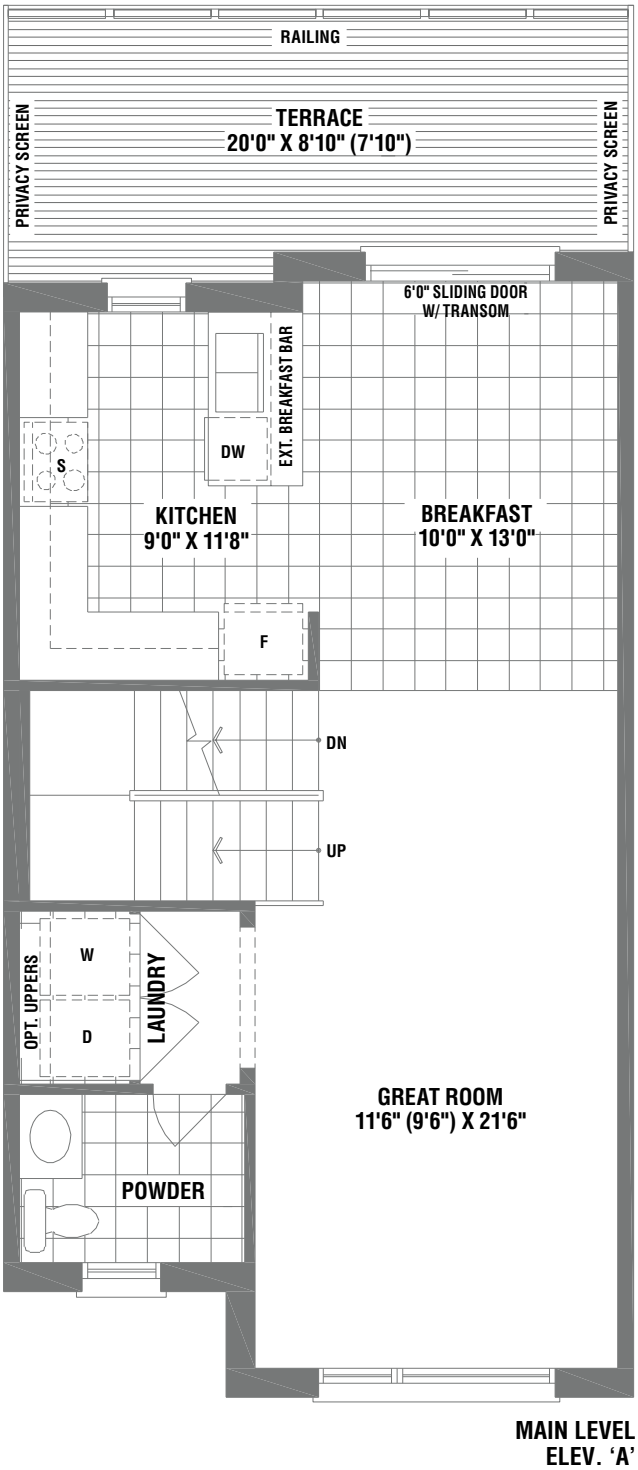 RAILING
PRIVACY SCREEN
TERRACE
20'0" X 8'10" (7'10")
PRIVACY SCREEN
6'0" SLIDING DOOR
W/ TRANSOM
EXT. BREAKFAST BAR
DW
S
KITCHEN
9'0" X 11'8"
BREAKFAST
10'0" X 13'0"
F
DN
UP
OPT. UPPERS
W
D
LAUNDRY
GREAT ROOM
11'6" (9'6") X 21'6"
POWDER
MAIN LEVEL
ELEV. ‘A’